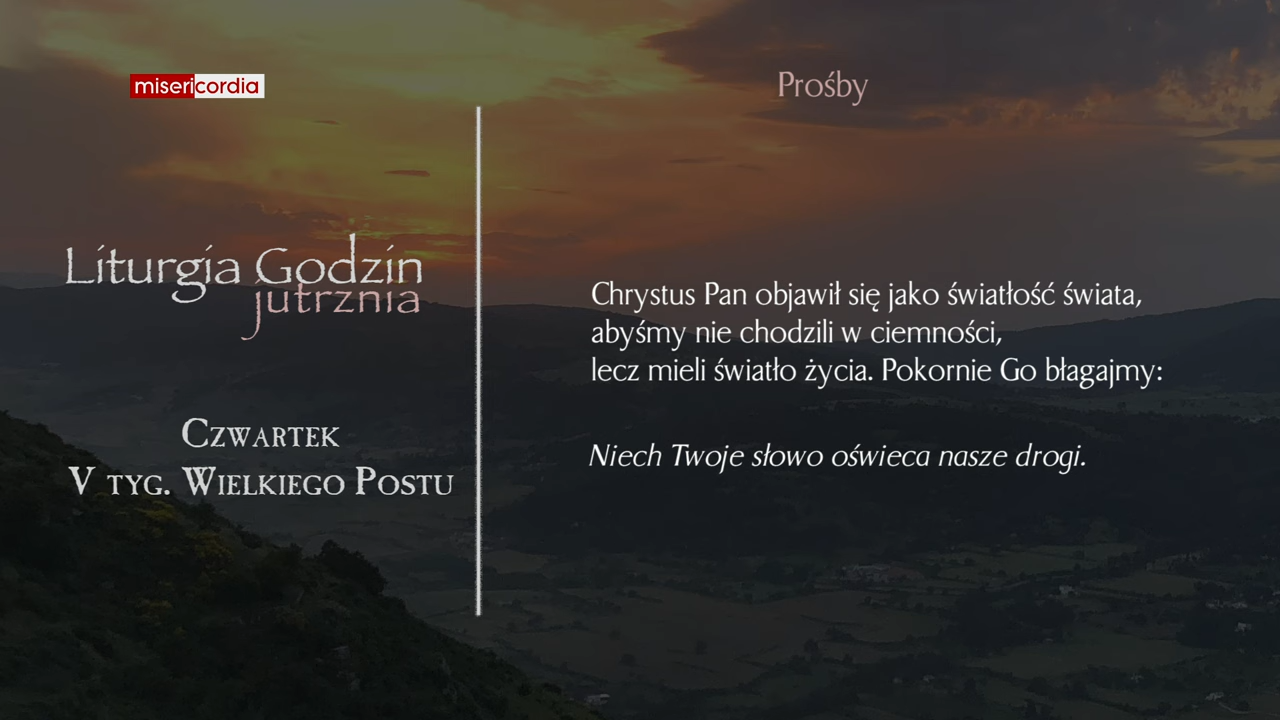 misericordia
Liturgia Godzin
jutrznia
Czwartek
V tyg. Wielkiego Postu
Prośby
Chrystus Pan objawił się jako światłość świata,
abyśmy nie chodzili w ciemności,
lecz mieli światło życia. Pokornie Go błagajmy:
Niech Twoje słowo oświeca nasze drogi.